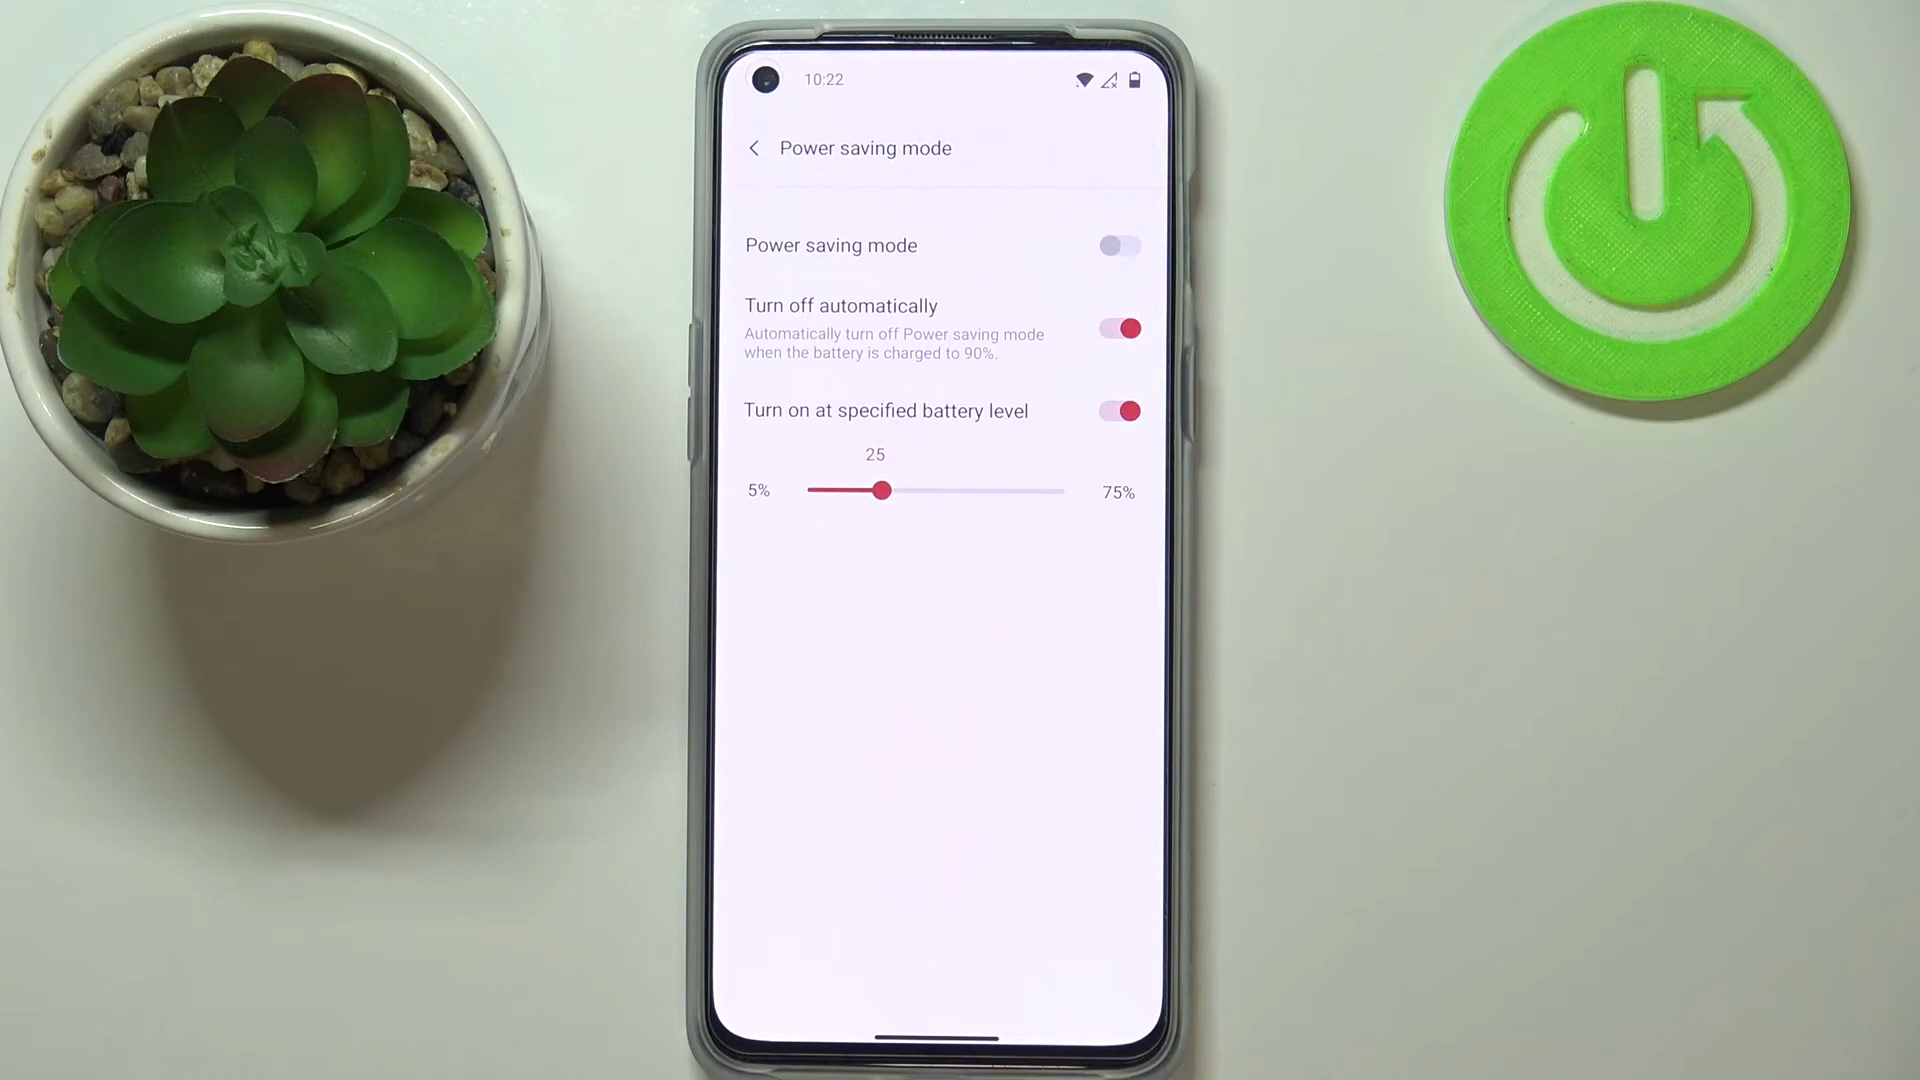 10:22
Power saving mode
Power saving mode
Turn off automatically
Automatically turn off Power saving mode
when the battery is charged to 90%.
Turn on at specified battery level
25
5%
75%